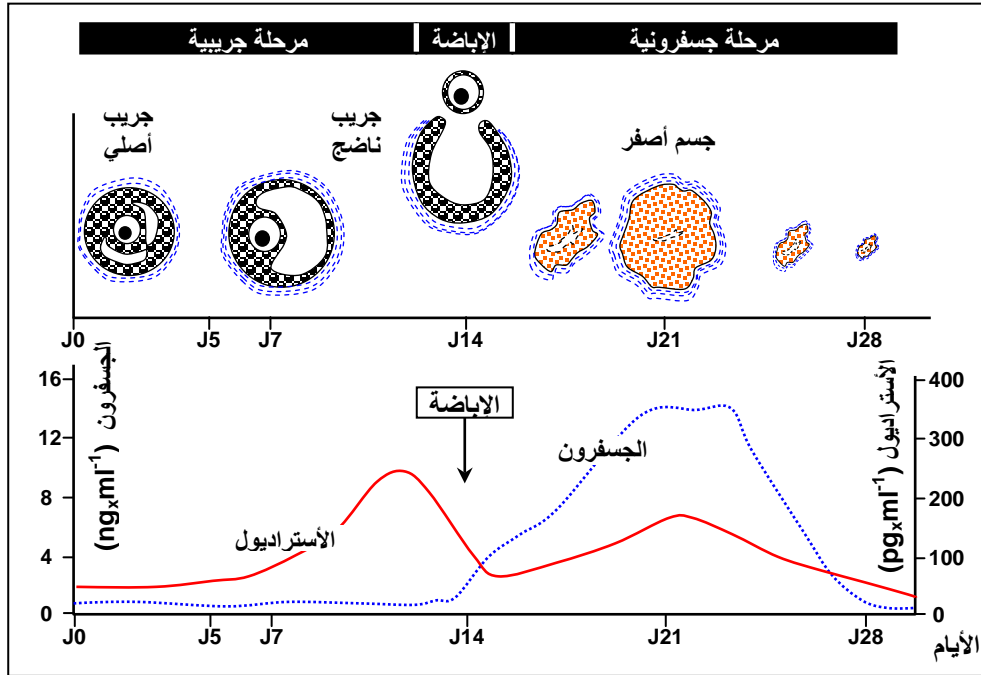 مرحلة جريبية الإباضة مرحلة جسفرونية
جريب
أصلي
جريب
ناضج
جسم أصفر
J0 J5 J7 J14 J21 J28
الجسفرون (ng×ml⁻¹)
16
12
8
4
0
الإباضة
الجسفرون
الأستراديول
الأستراديول (pg×ml⁻¹)
400
300
200
100
0
J0 J5 J7 J14 J21 J28
الأيام